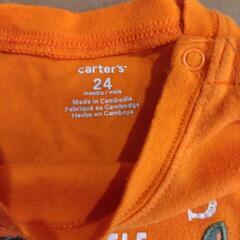 carter's®
24
months / mois
Made in Cambodia
Fabriqué au Cambodge
Hecho en Camboya